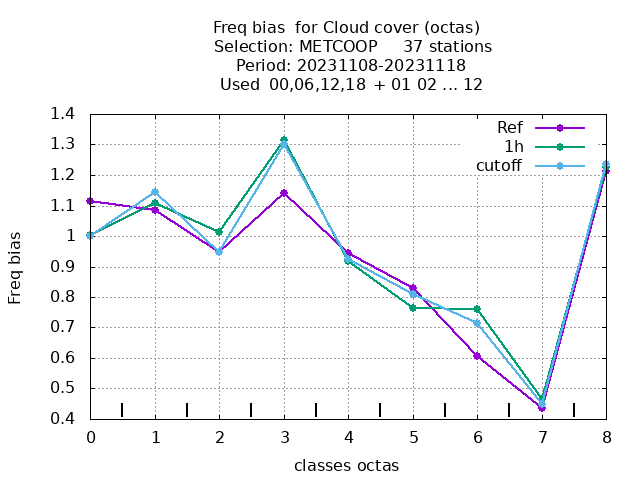 Freq bias  for Cloud cover (octas)
Selection: METCOOP     37 stations
Period: 20231108-20231118
Used  00,06,12,18  + 01 02 ... 12
Ref
1h
cutoff
1.4
1.3
1.2
1.1
1
0.9
0.8
0.7
0.6
0.5
0.4
Freq bias
0 1 2 3 4 5 6 7 8
classes octas